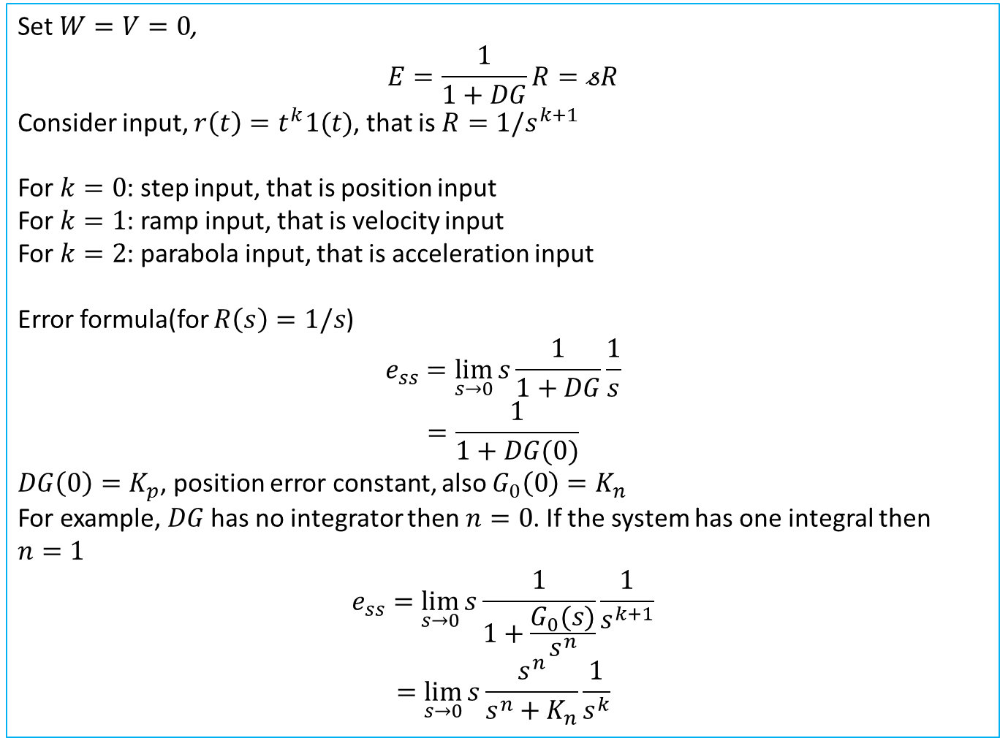 Set W = V = 0,
E = \frac{1}{1 + DG} R = 𝓈R
Consider input, r(t) = t^k 1(t), that is R = 1/s^{k+1}
For k = 0: step input, that is position input
For k = 1: ramp input, that is velocity input
For k = 2: parabola input, that is acceleration input
Error formula(for R(s) = 1/s)
e_{ss} = \lim_{s→0} s \frac{1}{1 + DG} \frac{1}{s}
= \frac{1}{1 + DG(0)}
DG(0) = K_p, position error constant, also G_0(0) = K_n
For example, DG has no integrator then n = 0. If the system has one integral then
n = 1
e_{ss} = \lim_{s→0} s \frac{1}{1 + \frac{G_0(s)}{s^n}} \frac{1}{s^{k+1}}
= \lim_{s→0} s \frac{s^n}{s^n + K_n} \frac{1}{s^k}